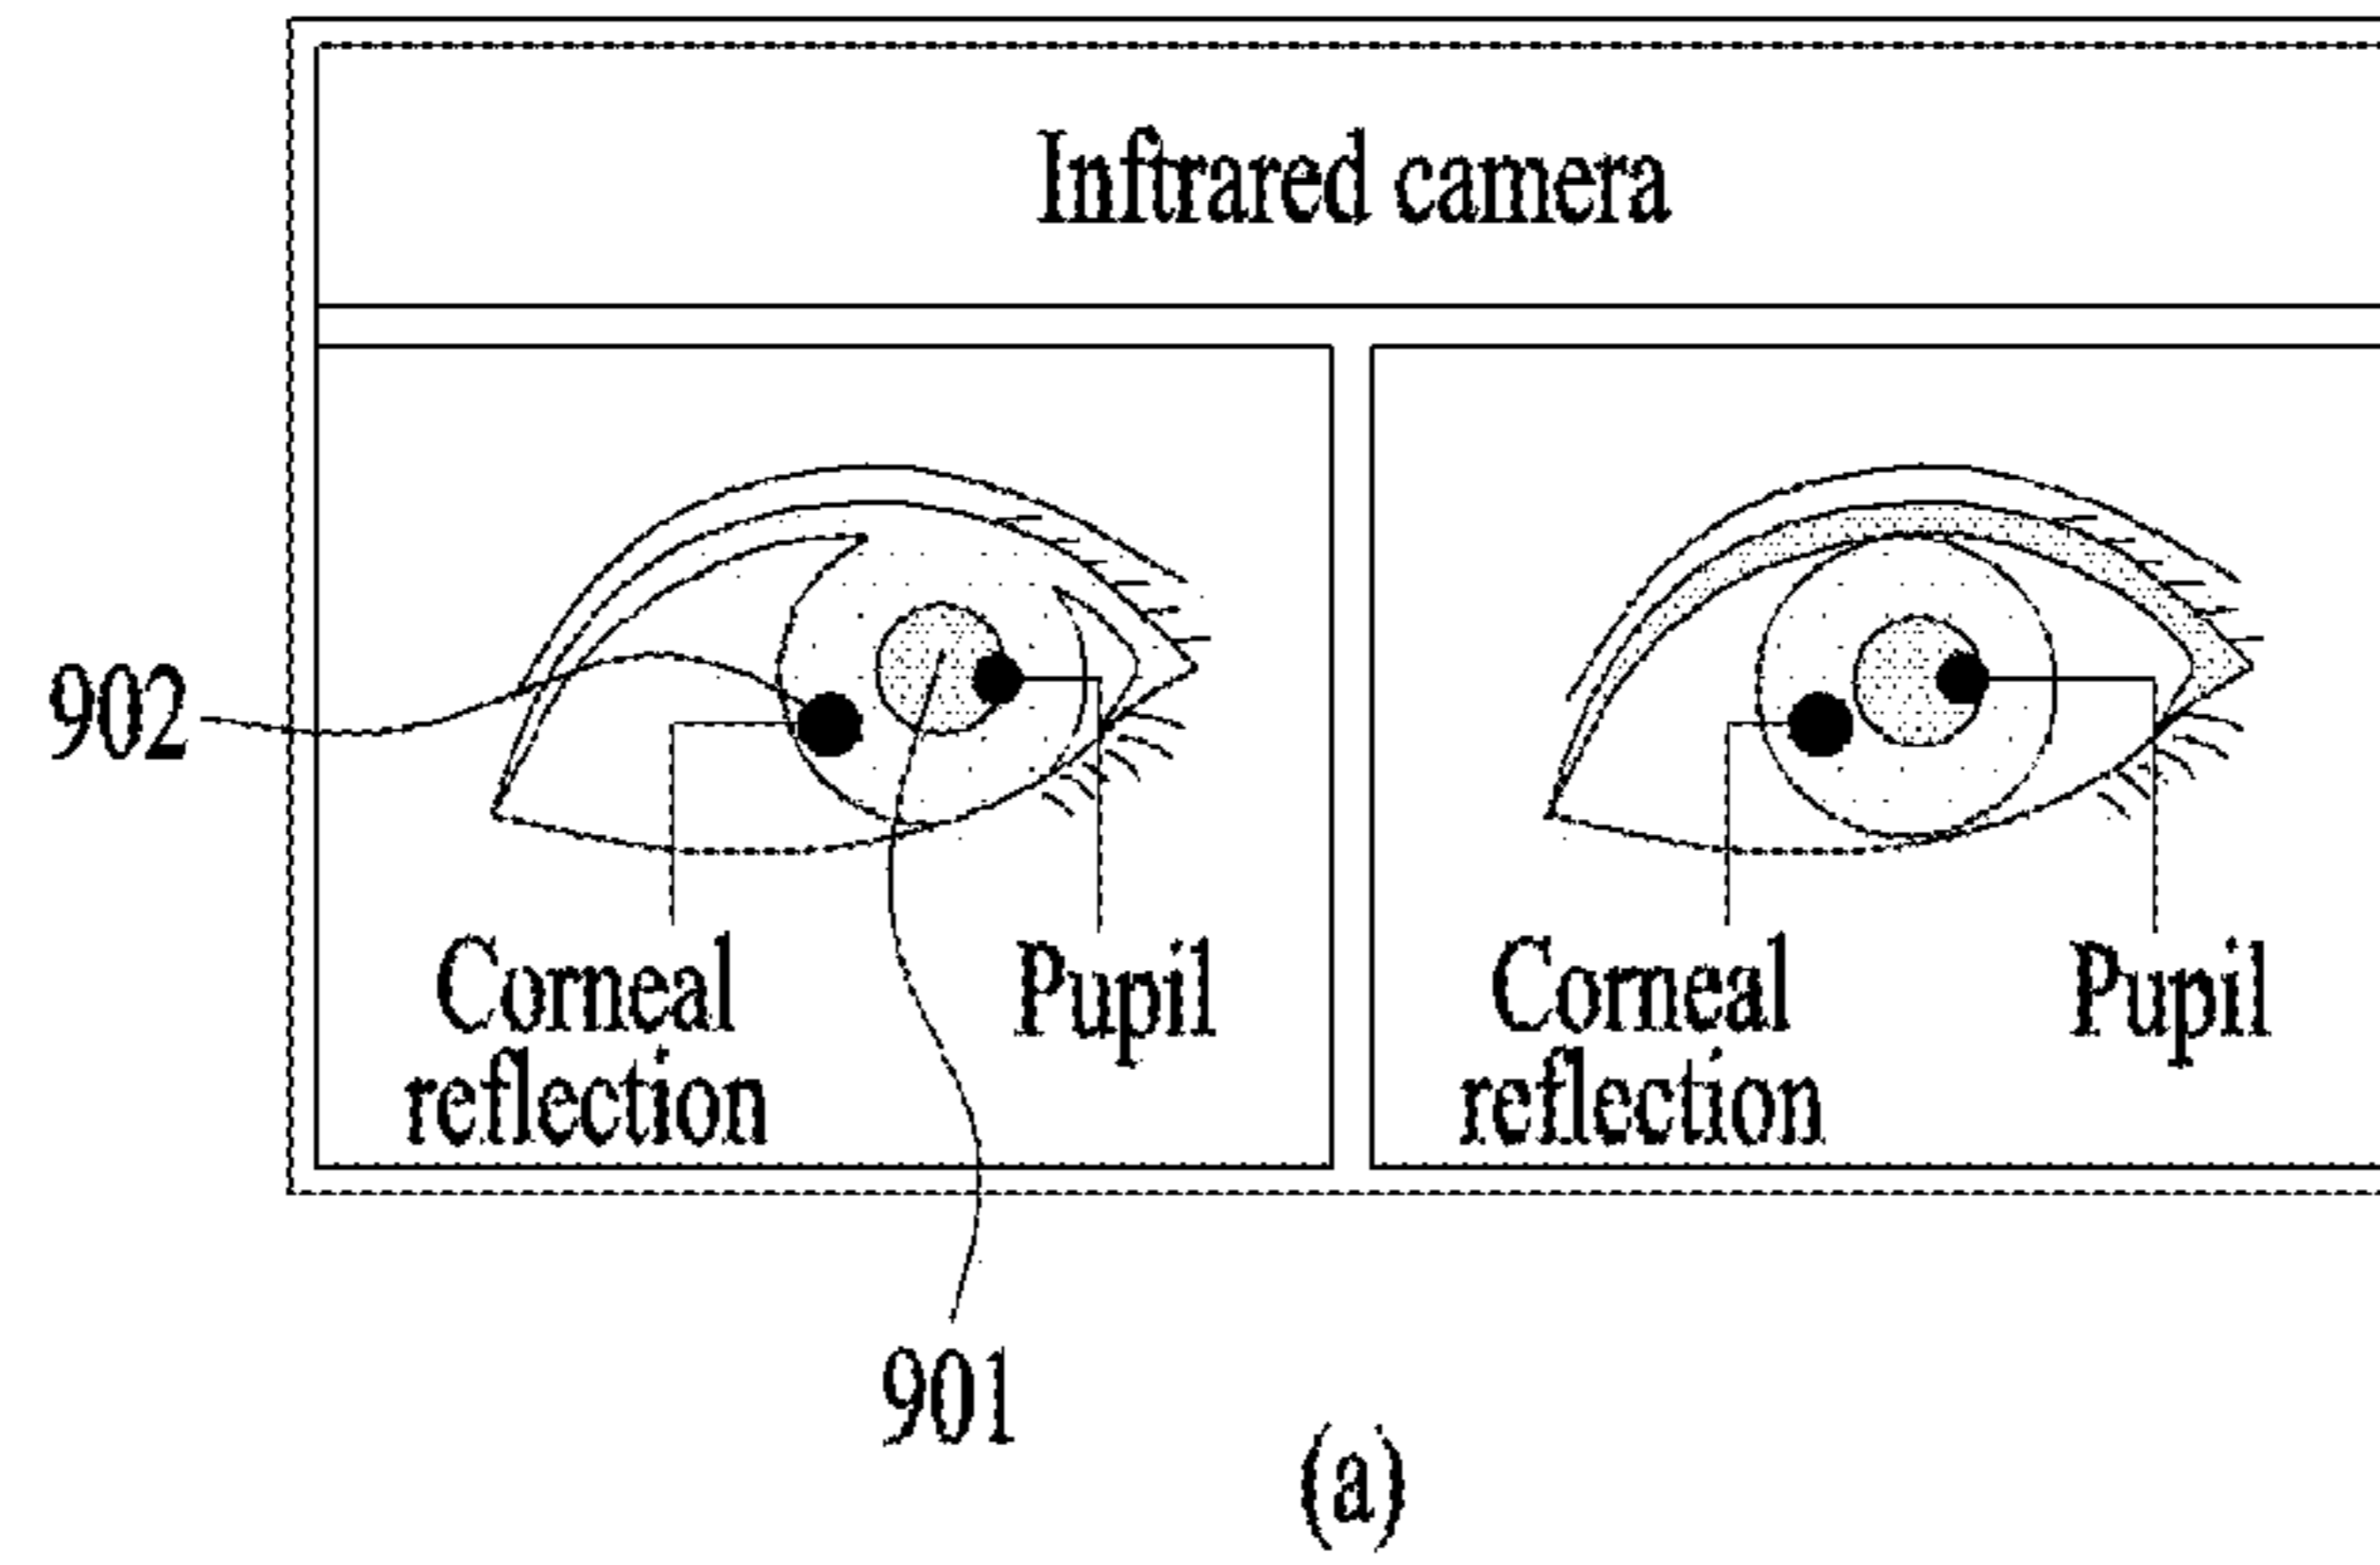 Inftrared camera
902
Corneal
reflection
Pupil
Corneal
reflection
Pupil
901
(a)